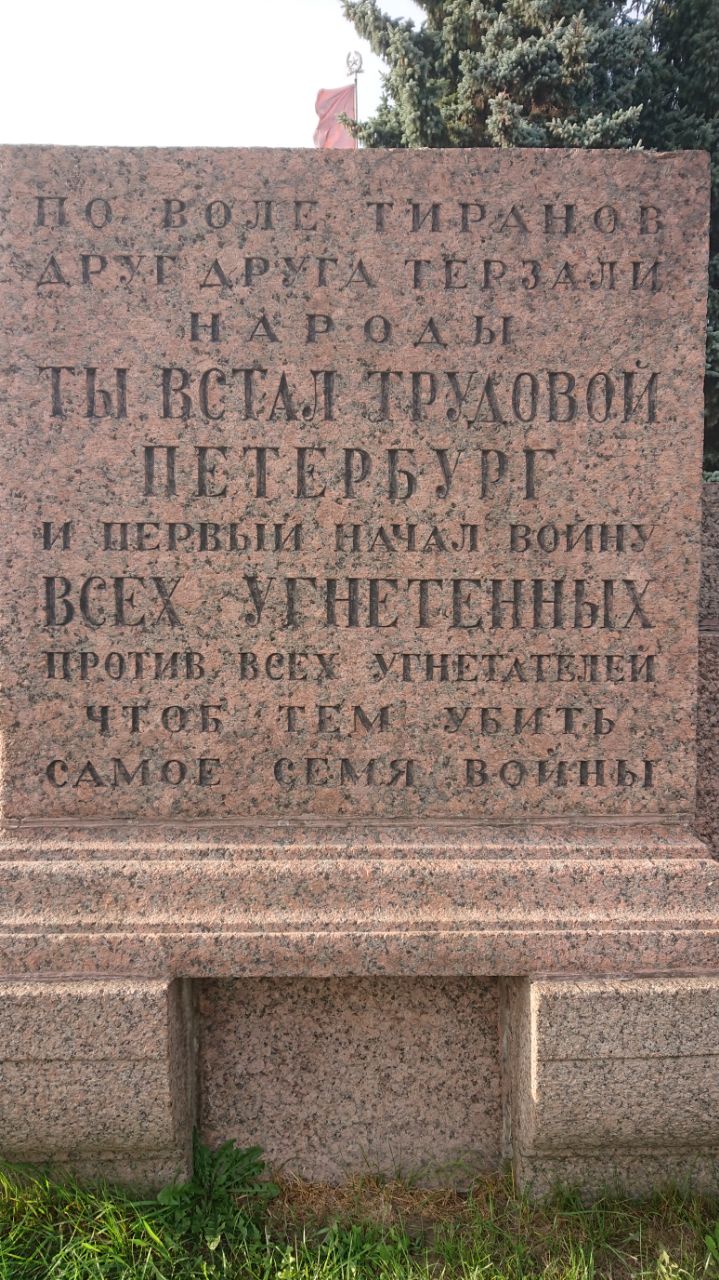 ПО ВОЛЕ ТИРАНОВ
ДРУГ ДРУГА ТЕРЗАЛИ
НАРОДЫ
ТЫ ВСТАЛ ТРУДОВОЙ
ПЕТЕРБУРГ
И ПЕРВЫЙ НАЧАЛ ВОЙНУ
ВСЕХ УГНЕТЕННЫХ
ПРОТИВ ВСЕХ УГНЕТАТЕЛЕЙ
ЧТОБ ТЕМ УБИТЬ
САМОЕ СЕМЯ ВОЙНЫ